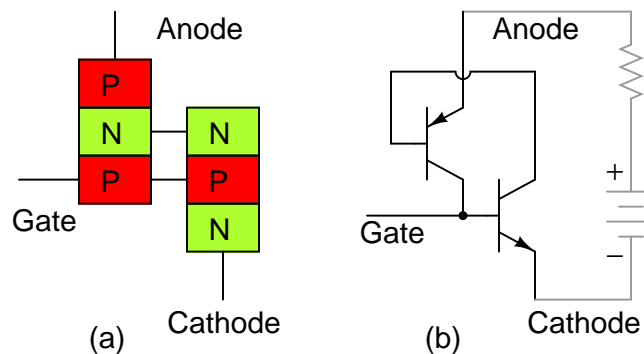 Anode
P
N
N
P
P
Gate
N
Cathode
(a)
Anode
+
Gate
−
Cathode
(b)